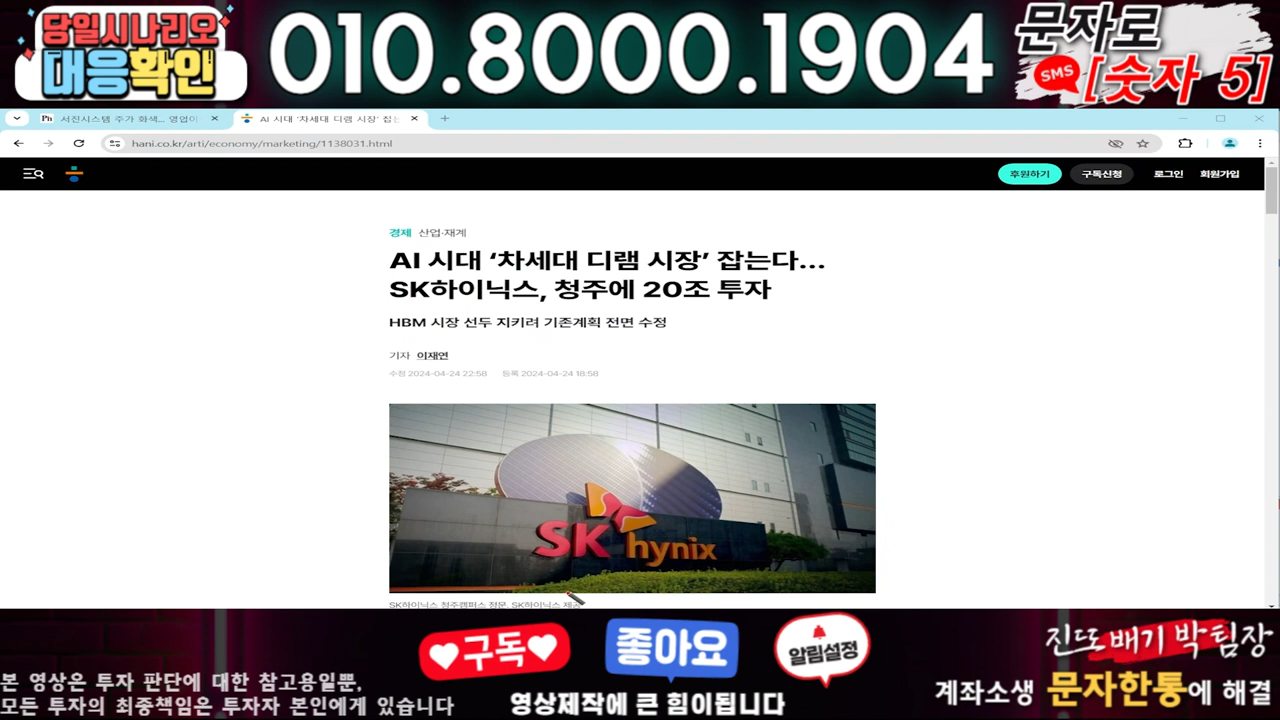 당일시나리오
대응확인
010.8000.1904
문자로
SMS [숫자 5]
서진시스템 주가 화색... 영업이
AI 시대 ‘차세대 디램 시장’ 잡는
hani.co.kr/arti/economy/marketing/1138031.html
후원하기 구독신청 로그인 회원가입
경제 산업·재계
AI 시대 ‘차세대 디램 시장’ 잡는다…
SK하이닉스, 청주에 20조 투자
HBM 시장 선두 지키려 기존계획 전면 수정
기자 이재연
수정 2024-04-24 22:58 등록 2024-04-24 18:58
SK hynix
SK하이닉스 청주캠퍼스 정문. SK하이닉스 제공
구독 좋아요 알림설정
영상제작에 큰 힘이됩니다
본 영상은 투자 판단에 대한 참고용일뿐,
모든 투자의 최종책임은 투자자 본인에게 있습니다
진또배기 박팀장
계좌소생 문자한통에 해결